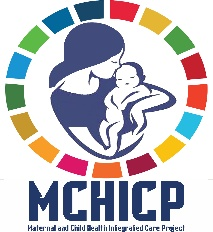 MCHICP
Maternal and Child Health Integrated Care Project